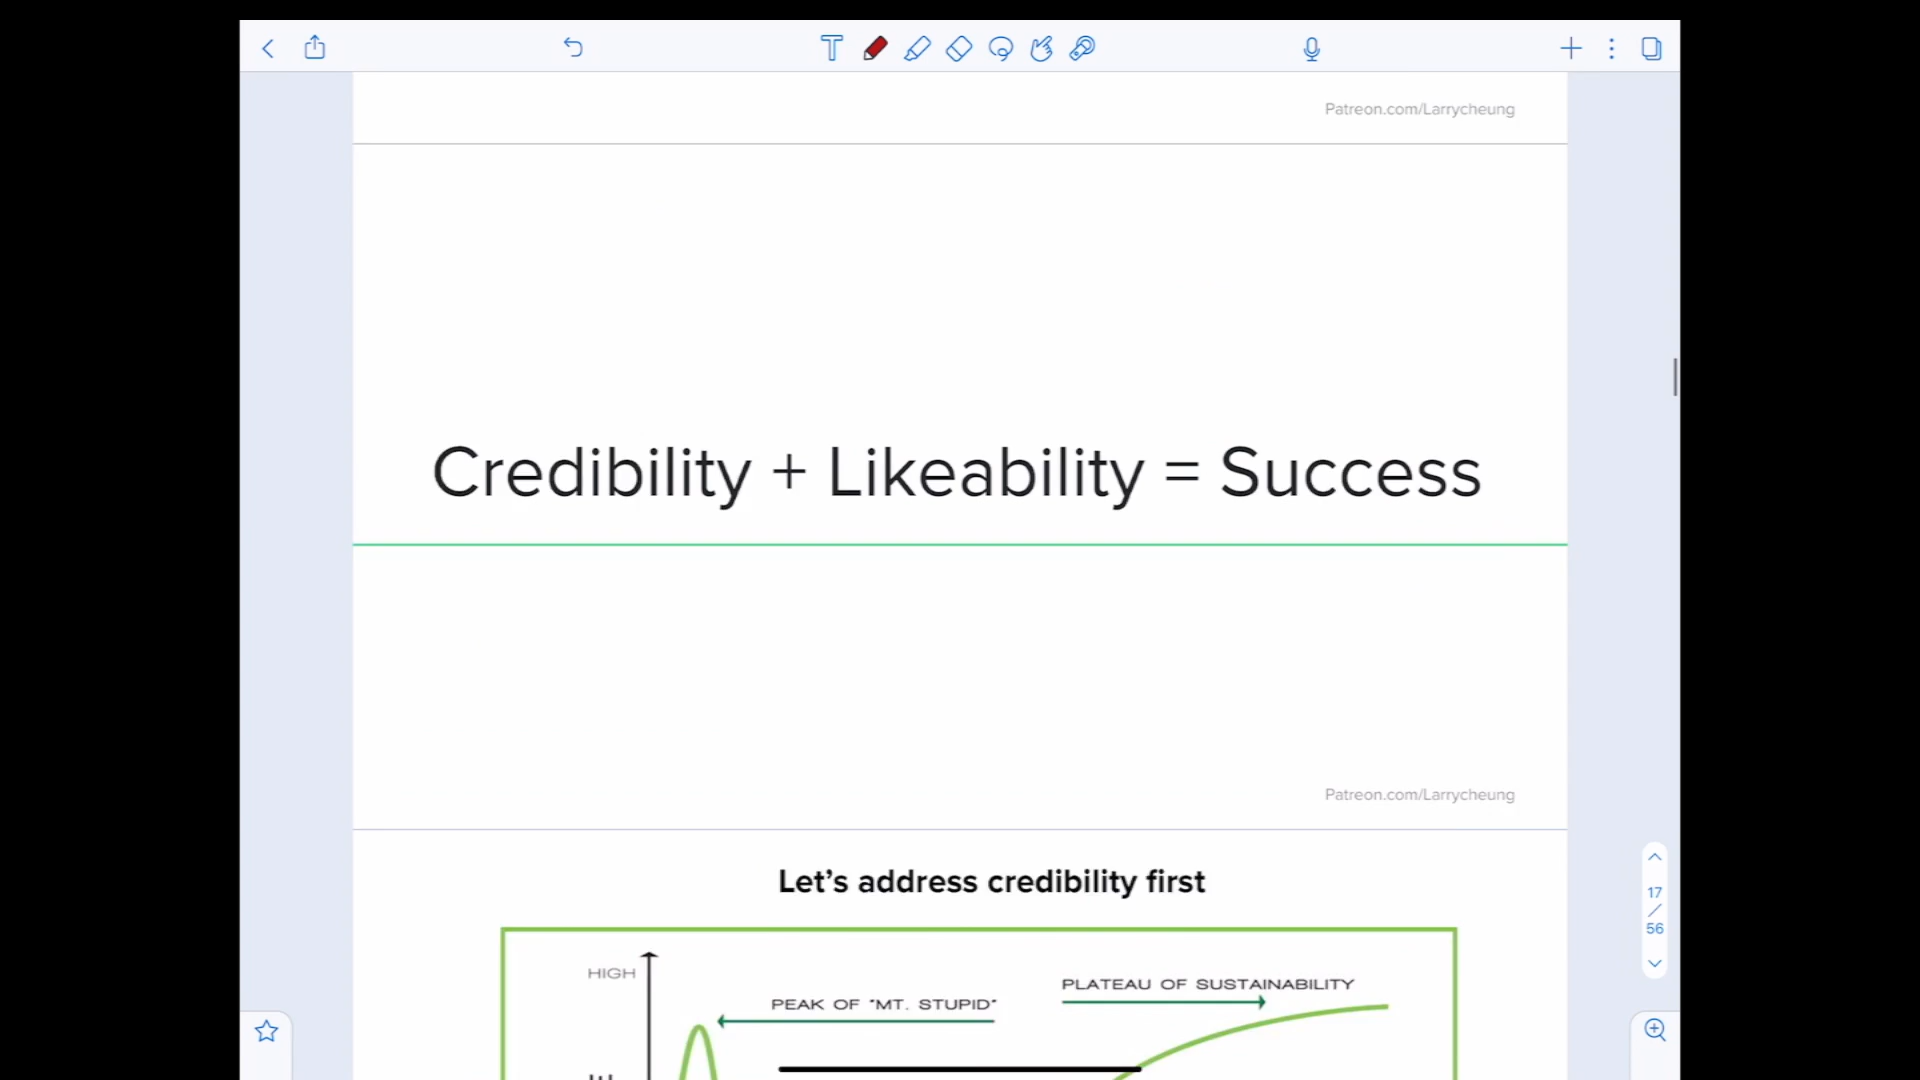 Patreon.com/Larrycheung
Credibility + Likeability = Success
Patreon.com/Larrycheung
17
/
56
Let's address credibility first
HIGH
PLATEAU OF SUSTAINABILITY
PEAK OF "MT. STUPID"